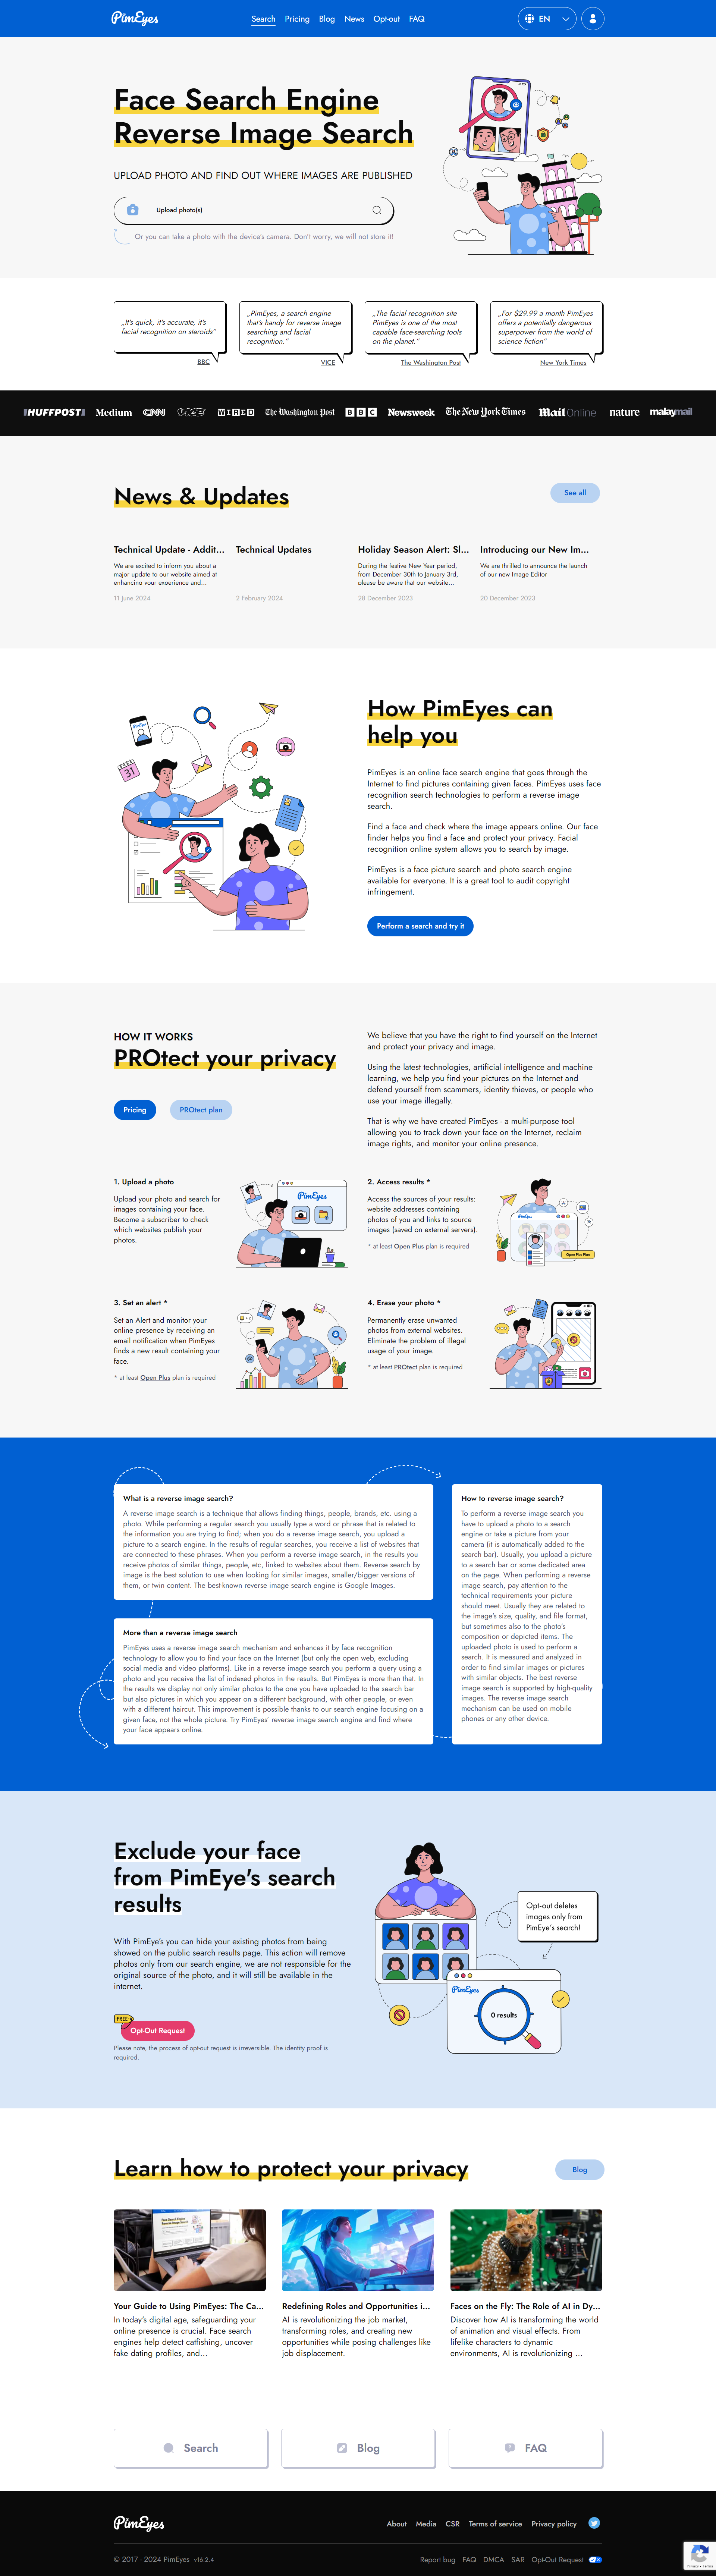 PimEyes
Search Pricing Blog News Opt-out FAQ
EN
Face Search Engine
Reverse Image Search
UPLOAD PHOTO AND FIND OUT WHERE IMAGES ARE PUBLISHED
Upload photo(s)
Or you can take a photo with the device's camera. Don't worry, we will not store it!
„It's quick, it's accurate, it's
facial recognition on steroids”
BBC
„PimEyes, a search engine
that's handy for reverse image
searching and facial
recognition.”
VICE
„The facial recognition site
PimEyes is one of the most
capable face-searching tools
on the planet.”
The Washington Post
„For $29.99 a month PimEyes
offers a potentially dangerous
superpower from the world of
science fiction”
New York Times
HUFFPOST Medium CNN VICE WIRED The Washington Post BBC Newsweek The New York Times Mail Online nature malaymail
News & Updates
See all
Technical Update - Addit...
We are excited to inform you about a
major update to our website aimed at
enhancing your experience and...
11 June 2024
Technical Updates
2 February 2024
Holiday Season Alert: Sl...
During the festive New Year period,
from December 30th to January 3rd,
please be aware that our website...
28 December 2023
Introducing our New Im...
We are thrilled to announce the launch
of our new Image Editor
20 December 2023
How PimEyes can
help you
PimEyes is an online face search engine that goes through the
Internet to find pictures containing given faces. PimEyes uses face
recognition search technologies to perform a reverse image
search.
Find a face and check where the image appears online. Our face
finder helps you find a face and protect your privacy. Facial
recognition online system allows you to search by image.
PimEyes is a face picture search and photo search engine
available for everyone. It is a great tool to audit copyright
infringement.
Perform a search and try it
PimEyes
31
HOW IT WORKS
PROtect your privacy
Pricing
PROtect plan
We believe that you have the right to find yourself on the Internet
and protect your privacy and image.
Using the latest technologies, artificial intelligence and machine
learning, we help you find your pictures on the Internet and
defend yourself from scammers, identity thieves, or people who
use your image illegally.
That is why we have created PimEyes - a multi-purpose tool
allowing you to track down your face on the Internet, reclaim
image rights, and monitor your online presence.
1. Upload a photo
Upload your photo and search for
images containing your face.
Become a subscriber to check
which websites publish your
photos.
PimEyes
2. Access results *
Access the sources of your results:
website addresses containing
photos of you and links to source
images (saved on external servers).
* at least Open Plus plan is required
PimEyes
Open Plus Plan
3. Set an alert *
Set an Alert and monitor your
online presence by receiving an
email notification when PimEyes
finds a new result containing your
face.
* at least Open Plus plan is required
4. Erase your photo *
Permanently erase unwanted
photos from external websites.
Eliminate the problem of illegal
usage of your image.
* at least PROtect plan is required
What is a reverse image search?
A reverse image search is a technique that allows finding things, people, brands, etc. using a
photo. While performing a regular search you usually type a word or phrase that is related to
the information you are trying to find; when you do a reverse image search, you upload a
picture to a search engine. In the results of regular searches, you receive a list of websites that
are connected to these phrases. When you perform a reverse image search, in the results you
receive photos of similar things, people, etc, linked to websites about them. Reverse search by
image is the best solution to use when looking for similar images, smaller/bigger versions of
them, or twin content. The best-known reverse image search engine is Google Images.
More than a reverse image search
PimEyes uses a reverse image search mechanism and enhances it by face recognition
technology to allow you to find your face on the Internet (but only the open web, excluding
social media and video platforms). Like in a reverse image search you perform a query using a
photo and you receive the list of indexed photos in the results. But PimEyes does more than that. In
the results we display not only similar photos to the one you have uploaded to the search bar
but also pictures in which you appear on a different background, with other people, or even
with a different haircut. This improvement is possible thanks to our search engine focusing on a
given face, not the whole picture. Try PimEyes' reverse image search engine and find where
your face appears online.
How to reverse image search?
To perform a reverse image search you
have to upload a photo to a search
engine or take a picture from your
camera (it is automatically added to the
search bar). Usually, you upload a picture
to a search bar or some dedicated area
on the page. When performing a reverse
image search, pay attention to the
technical requirements your picture
should meet. Usually they are related to
the image's size, quality, and file format,
but sometimes also to the photo's
composition or depicted items. The
uploaded photo is used to perform a
search. It is measured and analyzed in
order to find similar images or pictures
with similar objects. The best reverse
image search is supported by high-quality
images. The reverse image search
mechanism can be used on mobile
phones or any other device.
Exclude your face
from PimEye's search
results
With PimEye's you can hide your existing photos from being
showed on the public search results page. This action will remove
photos only from our search engine, we are not responsible for the
original source of the photo, and it will still be available in the
internet.
FREE
Opt-Out Request
Please note, the process of opt-out request is irreversible. The identity proof is
required.
Opt-out deletes
images only from
PimEye's search!
PimEyes
0 results
Learn how to protect your privacy
Blog
Your Guide to Using PimEyes: The Ca...
In today's digital age, safeguarding your
online presence is crucial. Face search
engines help detect catfishing, uncover
fake dating profiles, and...
Redefining Roles and Opportunities i...
AI is revolutionizing the job market,
transforming roles, and creating new
opportunities while posing challenges like
job displacement.
Faces on the Fly: The Role of AI in Dy...
Discover how AI is transforming the world
of animation and visual effects. From
lifelike characters to dynamic
environments, AI is revolutionizing ...
Search
Blog
FAQ
PimEyes
About Media CSR Terms of service Privacy policy
© 2017 - 2024 PimEyes v16.2.4
Report bug FAQ DMCA SAR Opt-Out Request
Privacy - Terms